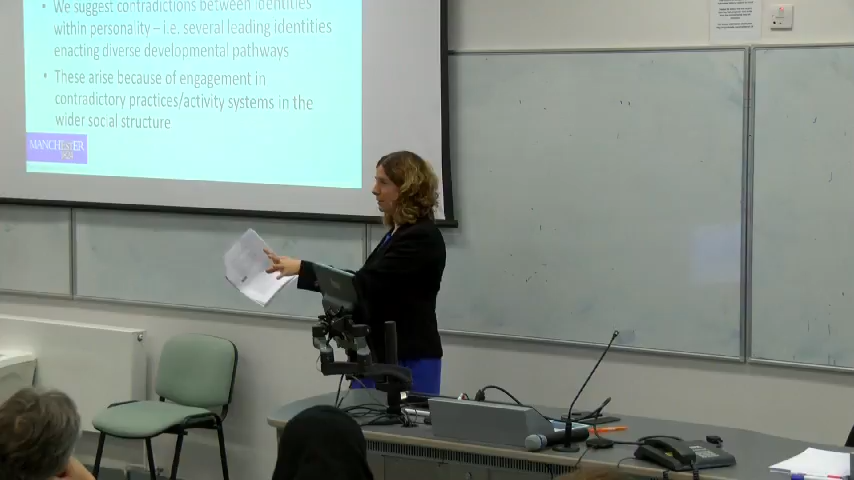 • We suggest contradictions between identities
within personality – i.e. several leading identities
enacting diverse developmental pathways
• These arise because of engagement in
contradictory practices/activity systems in the
wider social structure
MANCHESTER
1824